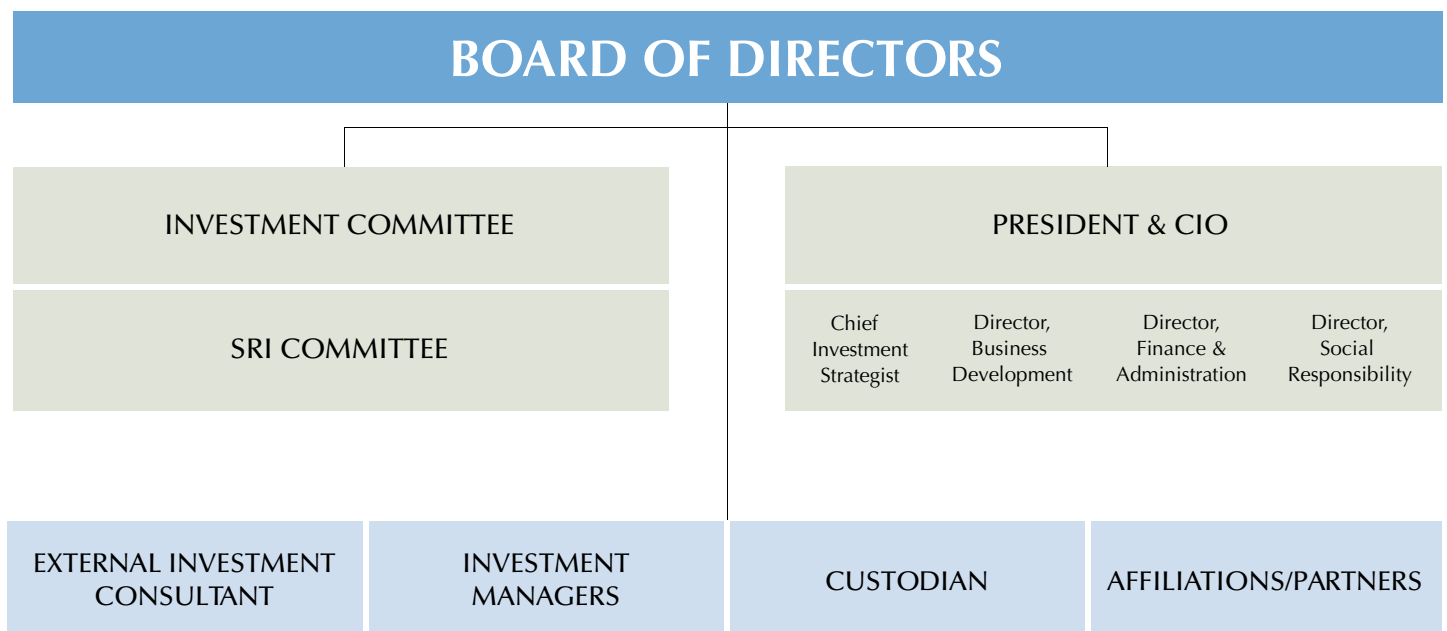 BOARD OF DIRECTORS
INVESTMENT COMMITTEE
SRI COMMITTEE
PRESIDENT & CIO
Chief
Investment
Strategist
Director,
Business
Development
Director,
Finance &
Administration
Director,
Social
Responsibility
EXTERNAL INVESTMENT
CONSULTANT
INVESTMENT
MANAGERS
CUSTODIAN
AFFILIATIONS/PARTNERS